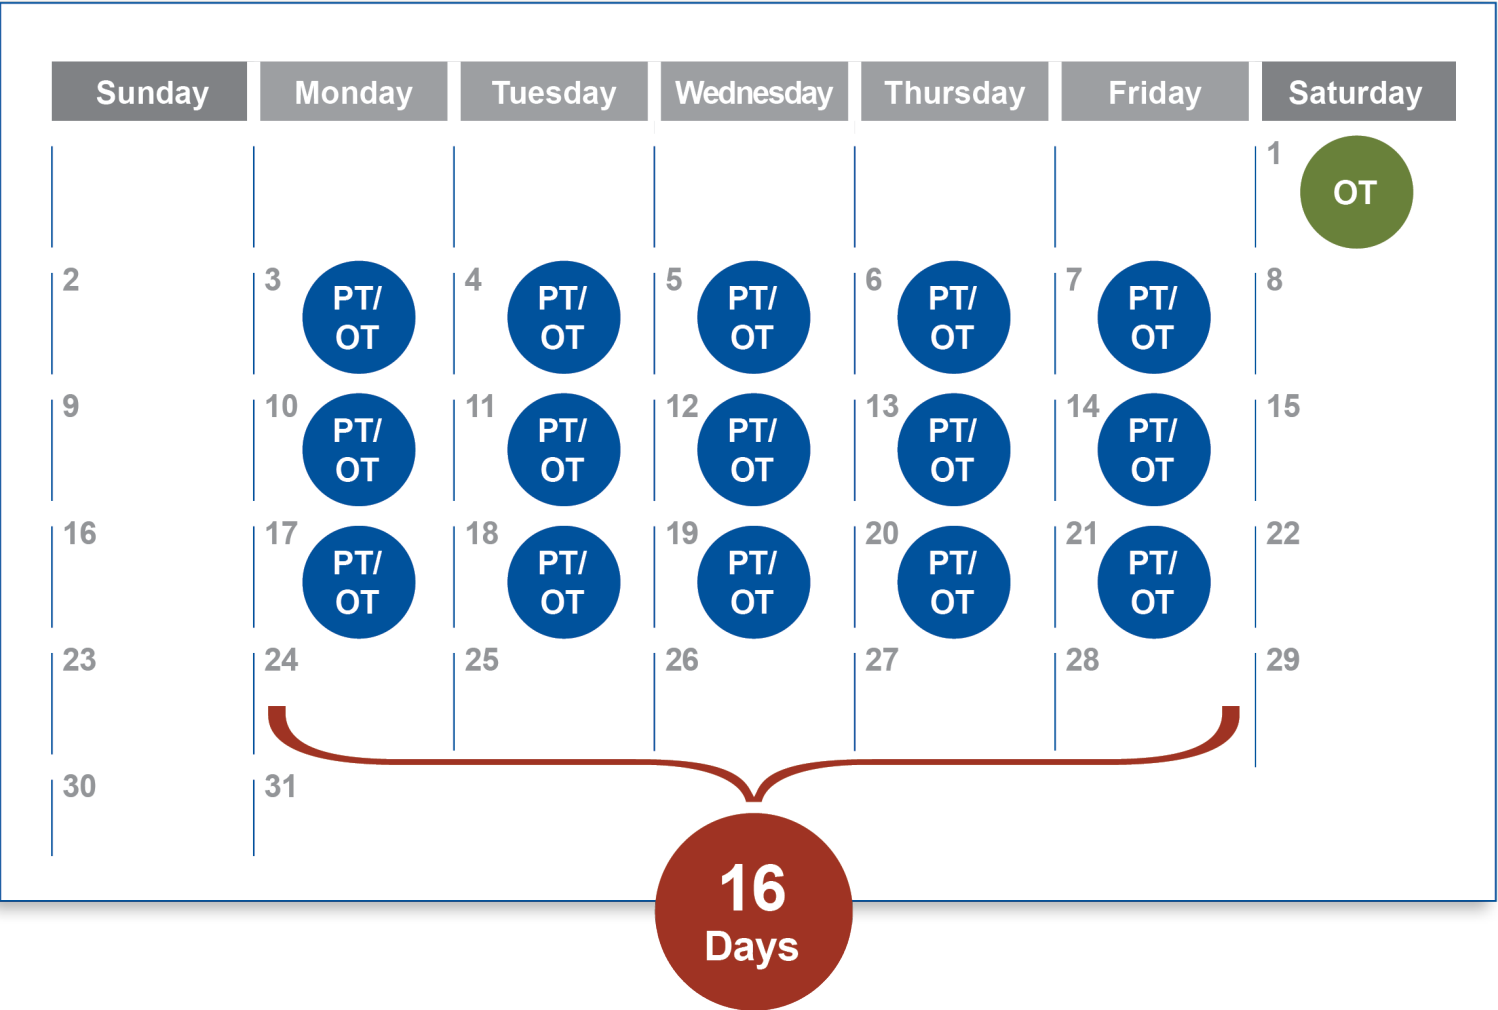 Sunday Monday Tuesday Wednesday Thursday Friday Saturday
1 OT
2 3 PT/ 4 PT/ 5 PT/ 6 PT/ 7 PT/ 8
OT OT OT OT OT
9 10 PT/ 11 PT/ 12 PT/ 13 PT/ 14 PT/ 15
OT OT OT OT OT
16 17 PT/ 18 PT/ 19 PT/ 20 PT/ 21 PT/ 22
OT OT OT OT OT
23 24 25 26 27 28 29
30 31
16
Days